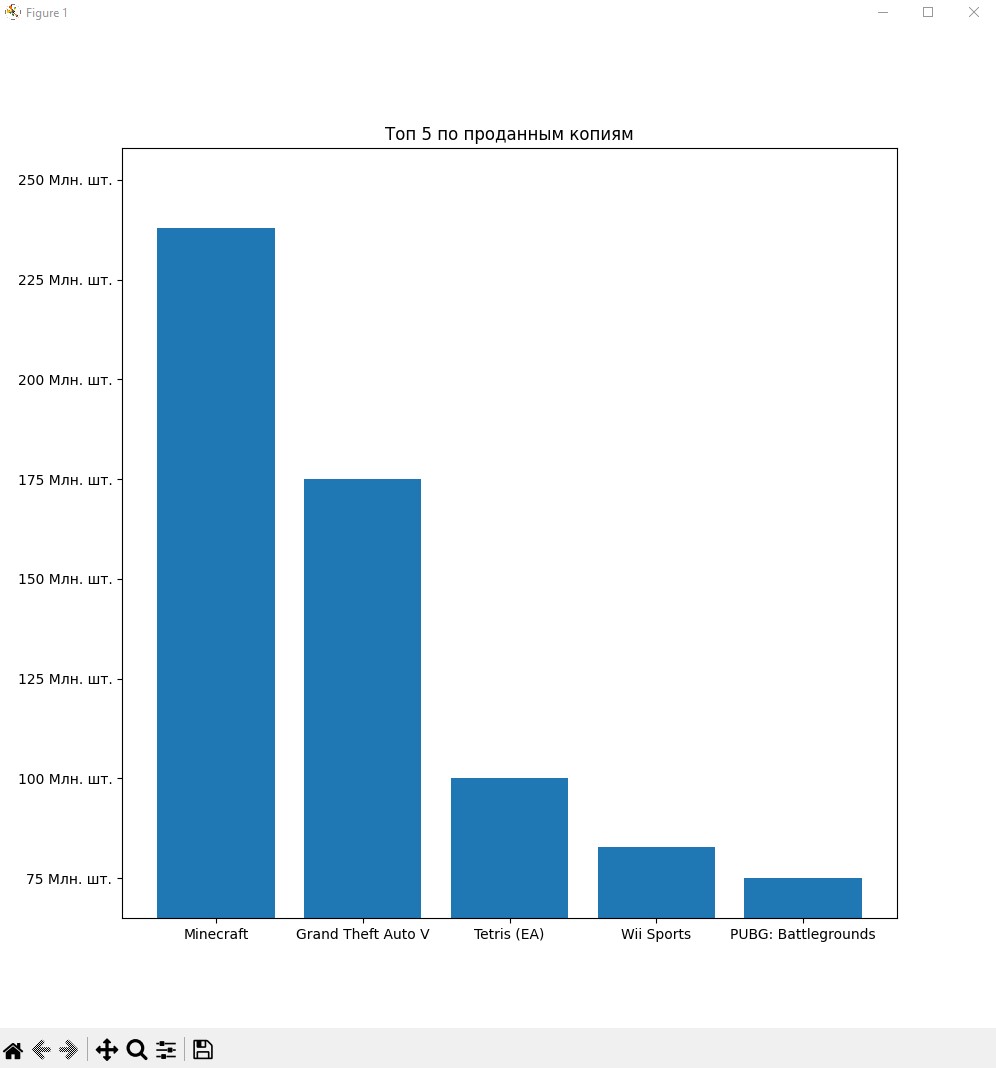 Figure 1
Топ 5 по проданным копиям
250 Млн. шт.
225 Млн. шт.
200 Млн. шт.
175 Млн. шт.
150 Млн. шт.
125 Млн. шт.
100 Млн. шт.
75 Млн. шт.
Minecraft Grand Theft Auto V Tetris (EA) Wii Sports PUBG: Battlegrounds